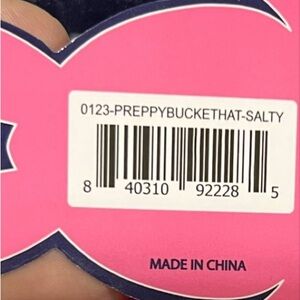 0123-PREPPYBUCKETHAT-SALTY
8 40310 92228 5
MADE IN CHINA